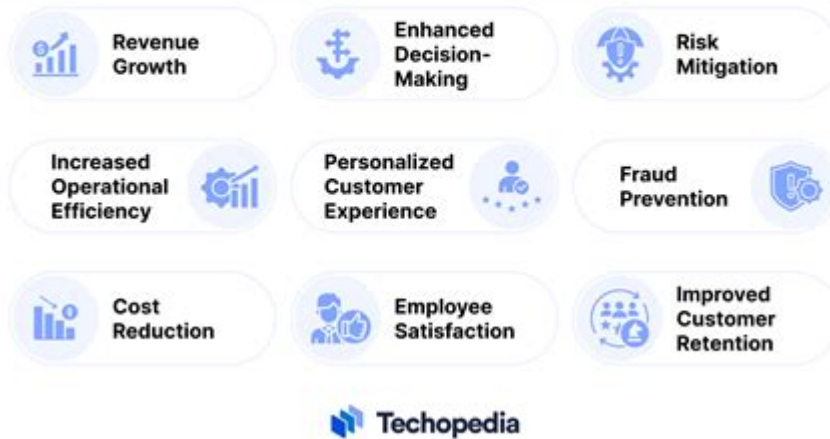 Revenue
Growth
Enhanced
Decision-
Making
Risk
Mitigation
Increased
Operational
Efficiency
Personalized
Customer
Experience
Fraud
Prevention
Cost
Reduction
Employee
Satisfaction
Improved
Customer
Retention
Techopedia